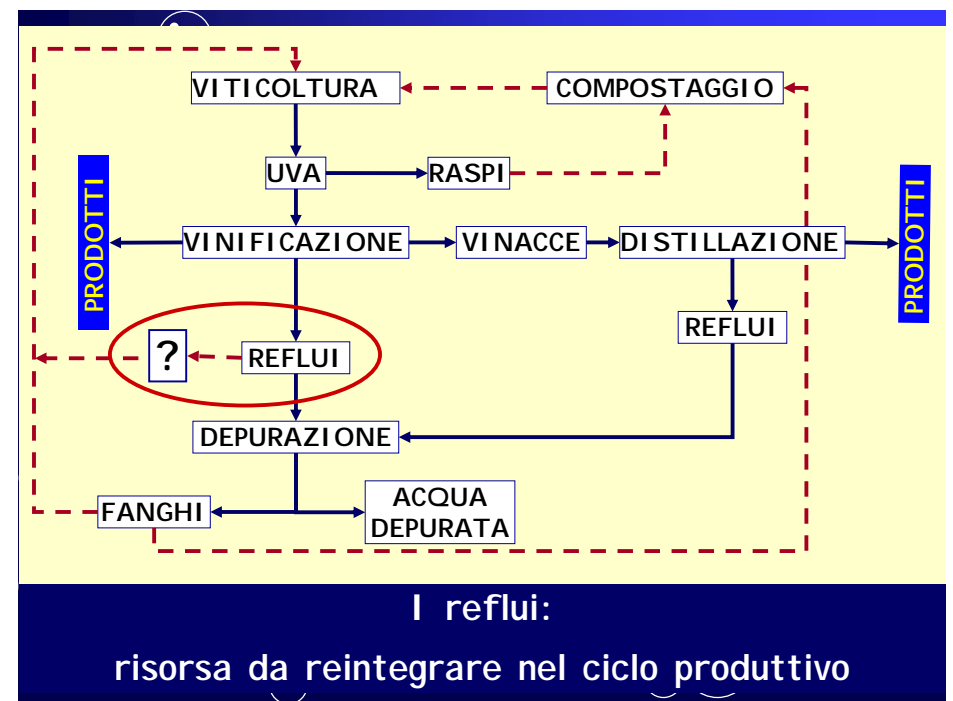 VITICOLTURA
COMPOSTAGGIO
UVA
RASPI
PRODOTTI
VINIFICAZIONE
VINACCE
DISTILLAZIONE
PRODOTTI
REFLUI
?
REFLUI
DEPURAZIONE
FANGHI
ACQUA
DEPURATA
I reflui:
risorsa da reintegrare nel ciclo produttivo